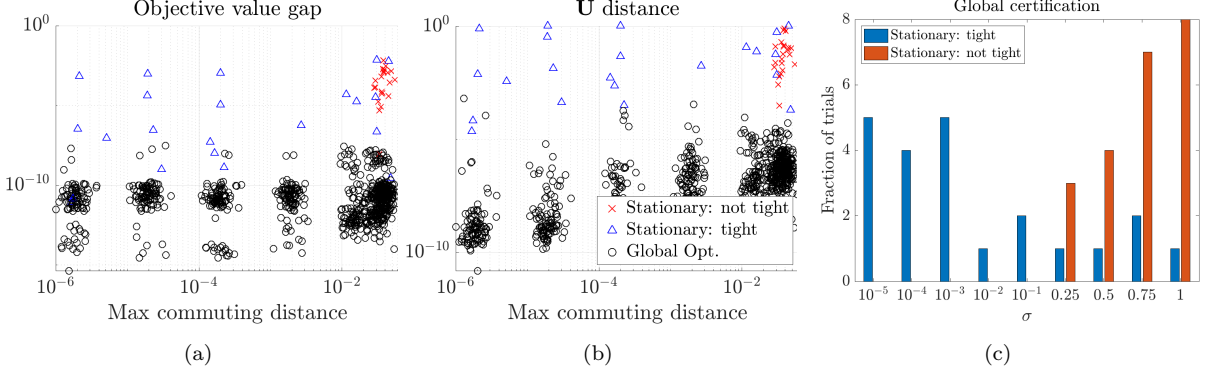 Objective value gap
10^0
10^-10
10^-6
10^-4
10^-2
Max commuting distance
(a)
U distance
10^0
10^-5
10^-10
10^-6
10^-4
10^-2
Stationary: not tight
Stationary: tight
Global Opt.
Max commuting distance
(b)
Global certification
Stationary: tight
Stationary: not tight
Fraction of trials
8
6
4
2
0
10^-5
10^-4
10^-3
10^-2
10^-1
0.25
0.5
0.75
1
σ
(c)